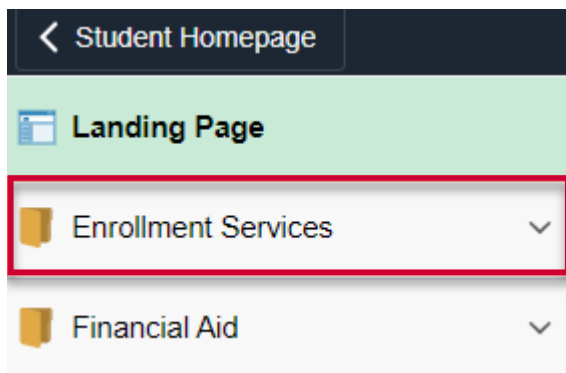 Student Homepage
Landing Page
Enrollment Services
Financial Aid